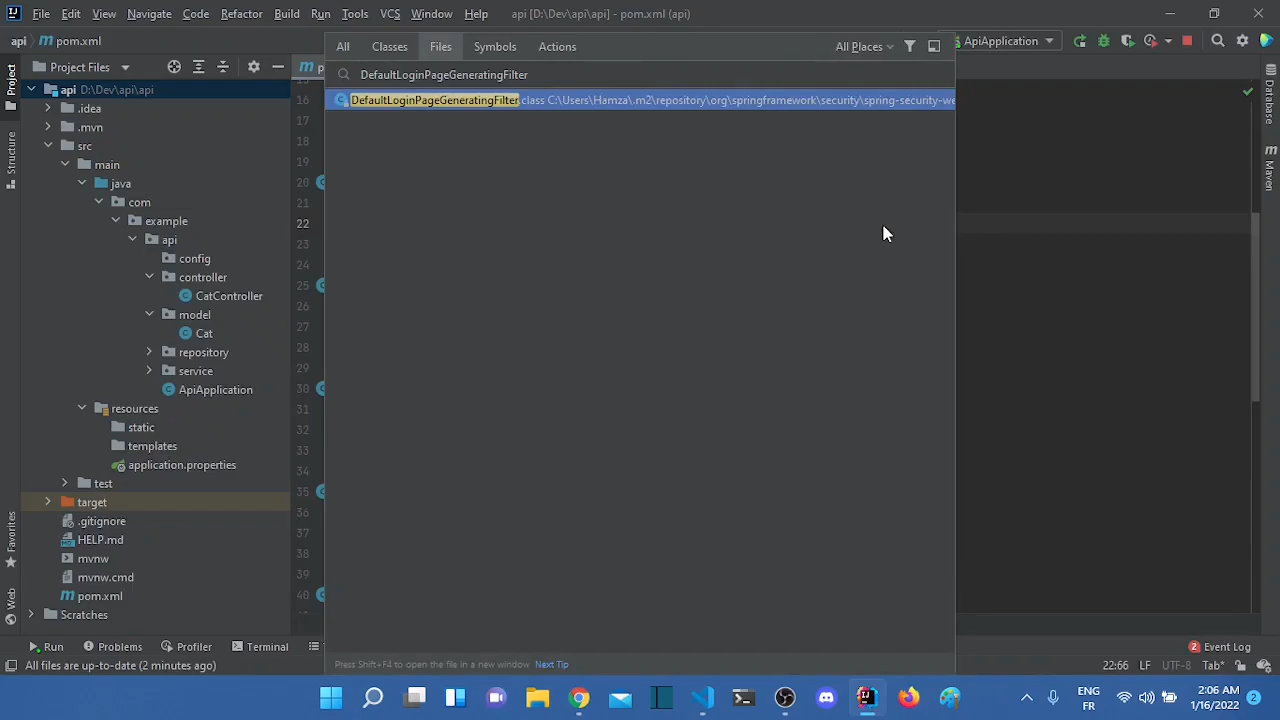 File Edit View Navigate Code Refactor Build Run Tools VCS Window Help api [D:\Dev\api\api] - pom.xml (api)
api pom.xml
ApiApplication
All Classes Files Symbols Actions All Places
Project Files
DefaultLoginPageGeneratingFilter
DefaultLoginPageGeneratingFilter.class C:\Users\Hamza\.m2\repository\org\springframework\security\spring-security-we
Project
Structure
Favorites
Web
Database
Maven
api D:\Dev\api\api
.idea
.mvn
src
main
java
com
example
api
config
controller
CatController
model
Cat
repository
service
ApiApplication
resources
static
templates
application.properties
test
target
.gitignore
HELP.md
mvnw
mvnw.cmd
pom.xml
Scratches
16
17
18
19
20
21
22
23
24
25
26
27
28
29
30
31
32
33
34
35
36
37
38
39
40
Press Shift+F4 to open the file in a new window Next Tip
Run Problems Profiler Terminal 2 Event Log
All files are up-to-date (2 minutes ago) 22:66 LF UTF-8 Tab*
ENG
FR
2:06 AM
1/16/2022
2